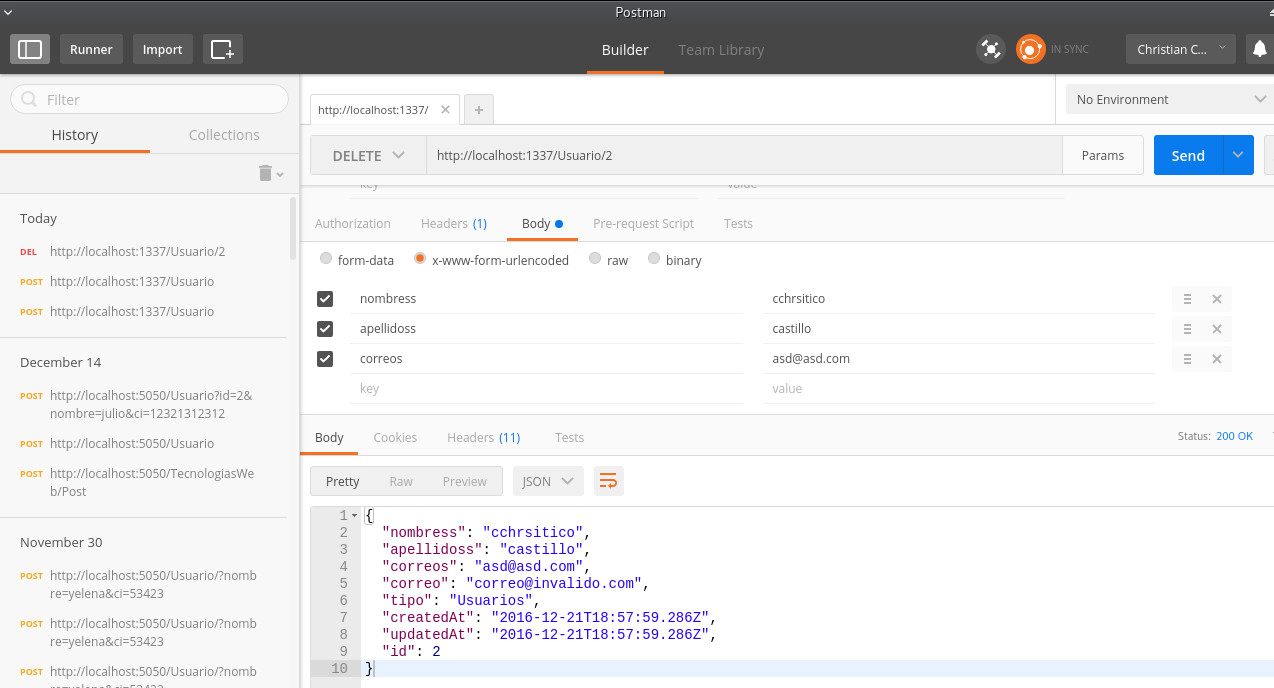 Postman
Runner
Import
Builder
Team Library
IN SYNC
Christian C...
Filter
History
Collections
Today
DEL http://localhost:1337/Usuario/2
POST http://localhost:1337/Usuario
POST http://localhost:1337/Usuario
December 14
POST http://localhost:5050/Usuario?id=2&
nombre=julio&ci=12321312312
POST http://localhost:5050/Usuario
POST http://localhost:5050/TecnologiasWe
b/Post
November 30
POST http://localhost:5050/Usuario/?nomb
re=yelena&ci=53423
POST http://localhost:5050/Usuario/?nomb
re=yelena&ci=53423
POST http://localhost:5050/Usuario/?nomb
re=yelena&ci=53423
http://localhost:1337/
No Environment
DELETE http://localhost:1337/Usuario/2 Params Send
key value
Authorization Headers (1) Body Pre-request Script Tests
form-data x-www-form-urlencoded raw binary
nombress cchrsitico
apellidoss castillo
correos asd@asd.com
key value
Body Cookies Headers (11) Tests Status: 200 OK
Pretty Raw Preview JSON
1 {
2 "nombress": "cchrsitico",
3 "apellidoss": "castillo",
4 "correos": "asd@asd.com",
5 "correo": "correo@invalido.com",
6 "tipo": "Usuarios",
7 "createdAt": "2016-12-21T18:57:59.286Z",
8 "updatedAt": "2016-12-21T18:57:59.286Z",
9 "id": 2
10 }